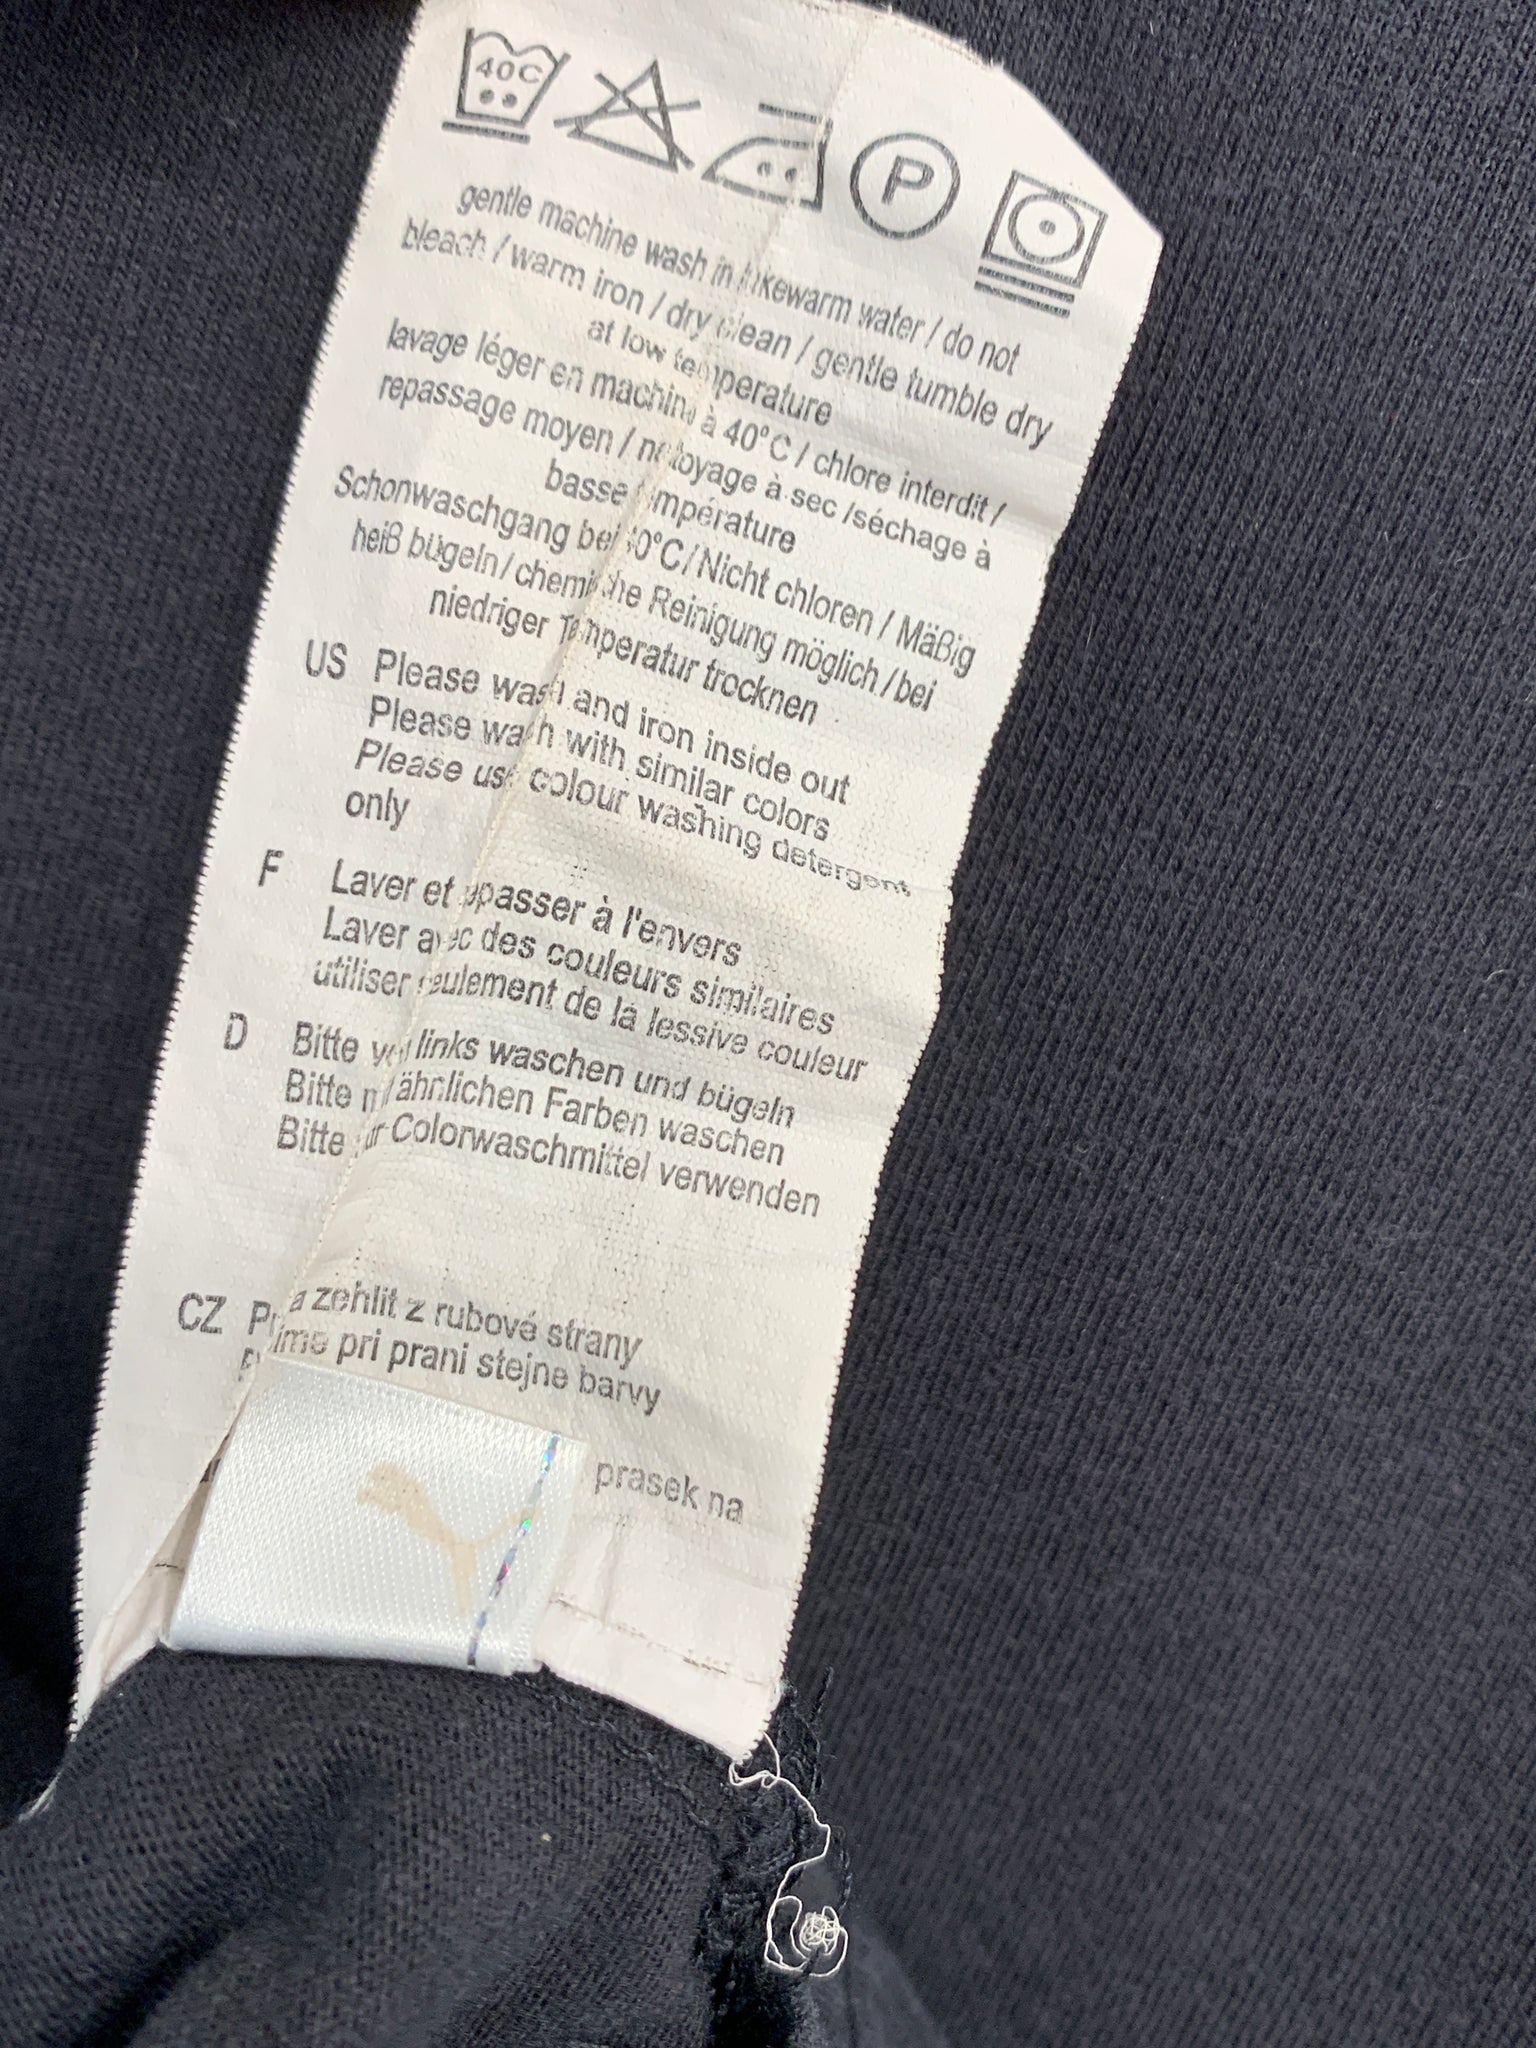 40C
P
gentle machine wash in lukewarm water / do not
bleach / warm iron / dry clean / gentle tumble dry
at low temperature
lavage léger en machine à 40°C / chlore interdit /
repassage moyen / nettoyage à sec /séchage à
basse température
Schonwaschgang bei 40°C / Nicht chloren / Mäßig
heiß bügeln / chemische Reinigung möglich / bei
niedriger Temperatur trocknen
US Please wash and iron inside out
Please wash with similar colors
Please use colour washing detergent
only
F Laver et repasser à l'envers
Laver avec des couleurs similaires
utiliser seulement de la lessive couleur
D Bitte von links waschen und bügeln
Bitte mit ähnlichen Farben waschen
Bitte nur Colorwaschmittel verwenden
CZ a zehlit z rubové strany
pri prani stejne barvy
prasek na